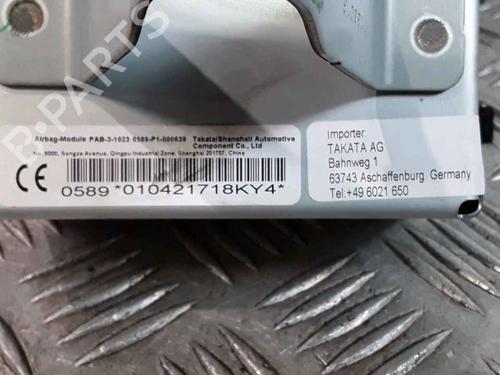 Airbag-Module PAB-3-1023 0589-P1-000639 Takata(Shanghai) Automotive
Component Co., Ltd
No. 8000, Songze Avenue, Qingpu Industrial Zone, Shanghai 201707, China
CE 0589 *010421718KY4*
Importer:
TAKATA AG
Bahnweg 1
63743 Aschaffenburg Germany
Tel.+49 6021 650
B-PARTS